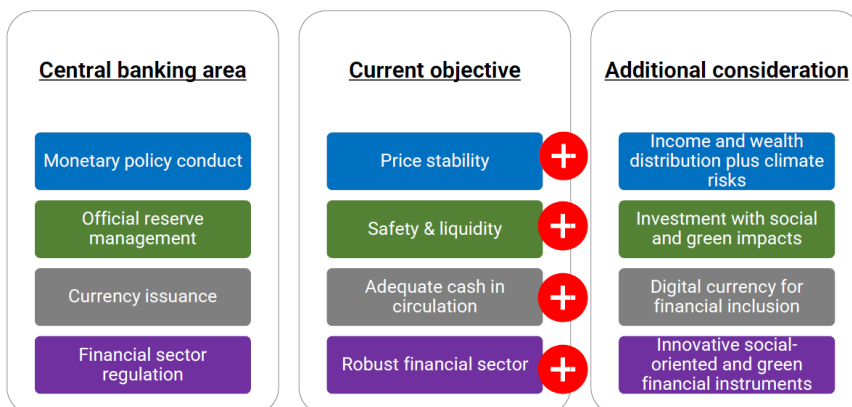 Central banking area
Current objective
Additional consideration
Monetary policy conduct
Price stability
+
Income and wealth
distribution plus climate
risks
Official reserve
management
Safety & liquidity
+
Investment with social
and green impacts
Currency issuance
Adequate cash in
circulation
+
Digital currency for
financial inclusion
Financial sector
regulation
Robust financial sector
+
Innovative social-
oriented and green
financial instruments